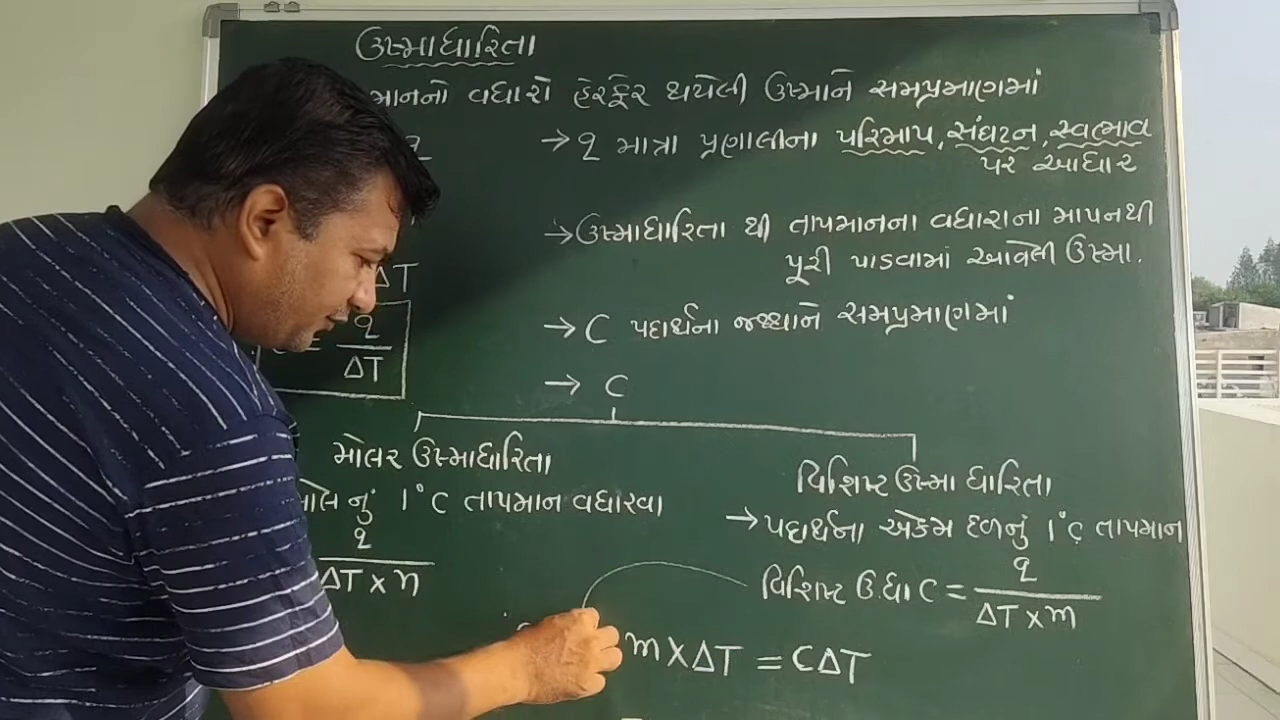 ઉષ્માધારિતા
માનનો વધારો હેરફેર થયેલી ઉષ્માને સમપ્રમાણમાં
q
→ q માત્રા પ્રણાલીના પરિમાપ, સંઘટન, સ્વભાવ
પર આધાર
→ ઉષ્માધારિતા થી તાપમાનના વધારાના માપનથી
પૂરી પાડવામાં આવેલી ઉષ્મા.
ΔT
= q / ΔT
→ C પદાર્થના જથ્થાને સમપ્રમાણમાં
→ C
મોલર ઉષ્માધારિતા
મોલ નું 1°C તાપમાન વધારવા
q / ΔT × n
વિશિષ્ટ ઉષ્મા ધારિતા
→ પદાર્થના એકમ દળનું 1°C તાપમાન
વિશિષ્ટ ઉ.ધા C = q / ΔT × m
m × ΔT = CΔT